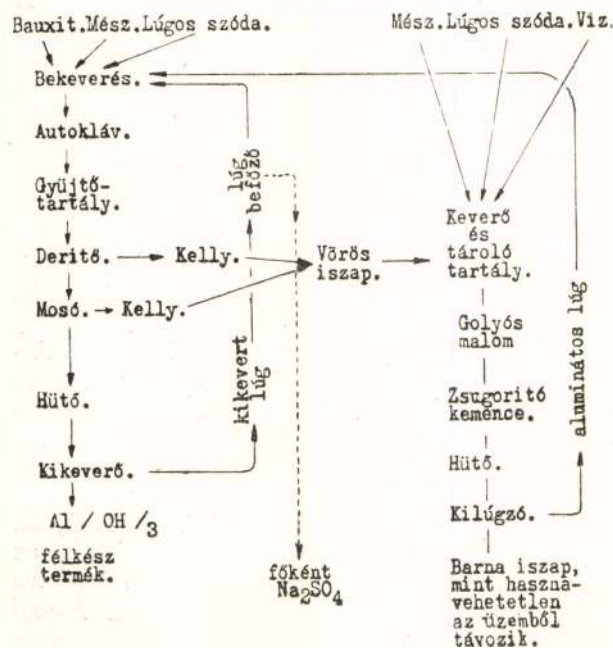 Bauxit.Mész.Lúgos szóda.
Bekeverés.
Autokláv.
Gyüjtő-
tartály.
Deritő.
Kelly.
Mosó.
Kelly.
Hütő.
Kikeverő.
Al / OH /3
félkész
termék.
kikevert
lúg
lúg
befőző
főként
Na2SO4
Vörös
iszap.
Mész.Lúgos szóda.Viz.
Keverő
és
tároló
tartály.
Golyós
malom
Zsugoritó
kemence.
Hütő.
Kilúgzó.
aluminátos lúg
Barna iszap,
mint haszna-
vehetetlen
az üzemből
távozik.